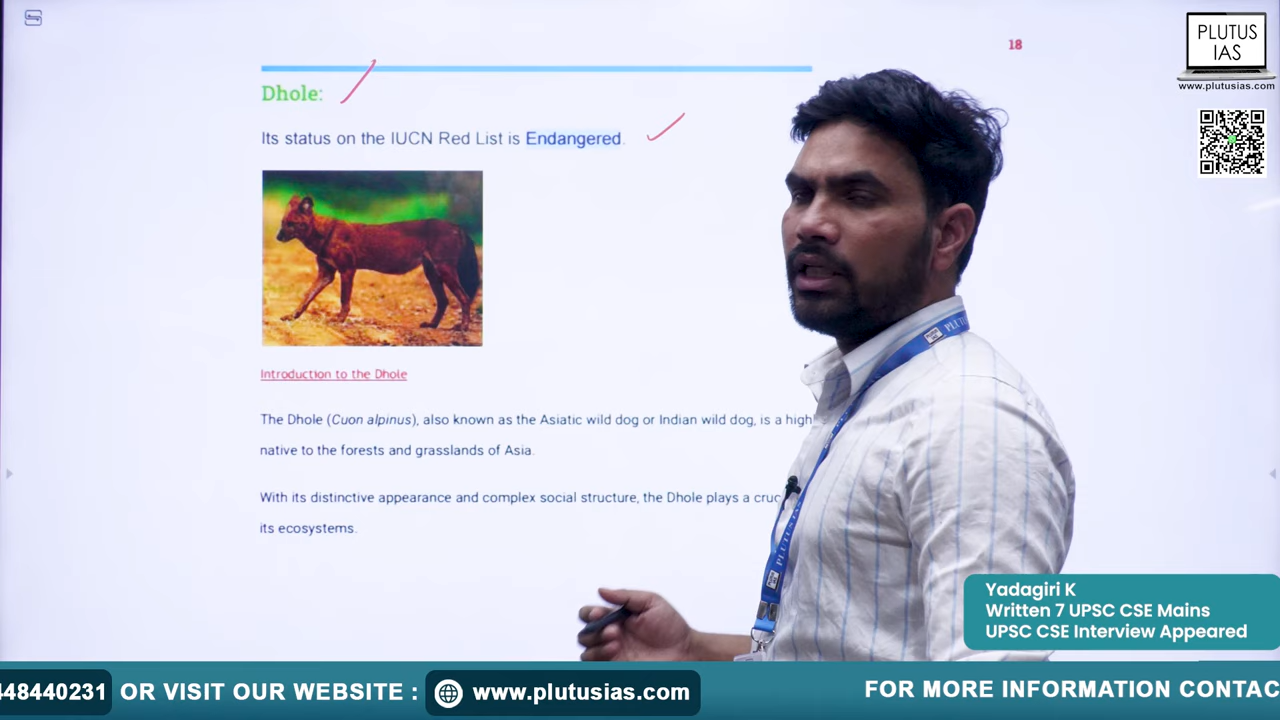 18
PLUTUS
IAS
www.plutusias.com
Dhole:
Its status on the IUCN Red List is Endangered.
Introduction to the Dhole
The Dhole (Cuon alpinus), also known as the Asiatic wild dog or Indian wild dog, is a high
native to the forests and grasslands of Asia.
With its distinctive appearance and complex social structure, the Dhole plays a
its ecosystems.
PLUTUS
PLUTUS
Yadagiri K
Written 7 UPSC CSE Mains
UPSC CSE Interview Appeared
448440231 OR VISIT OUR WEBSITE : www.plutusias.com FOR MORE INFORMATION CONTAC